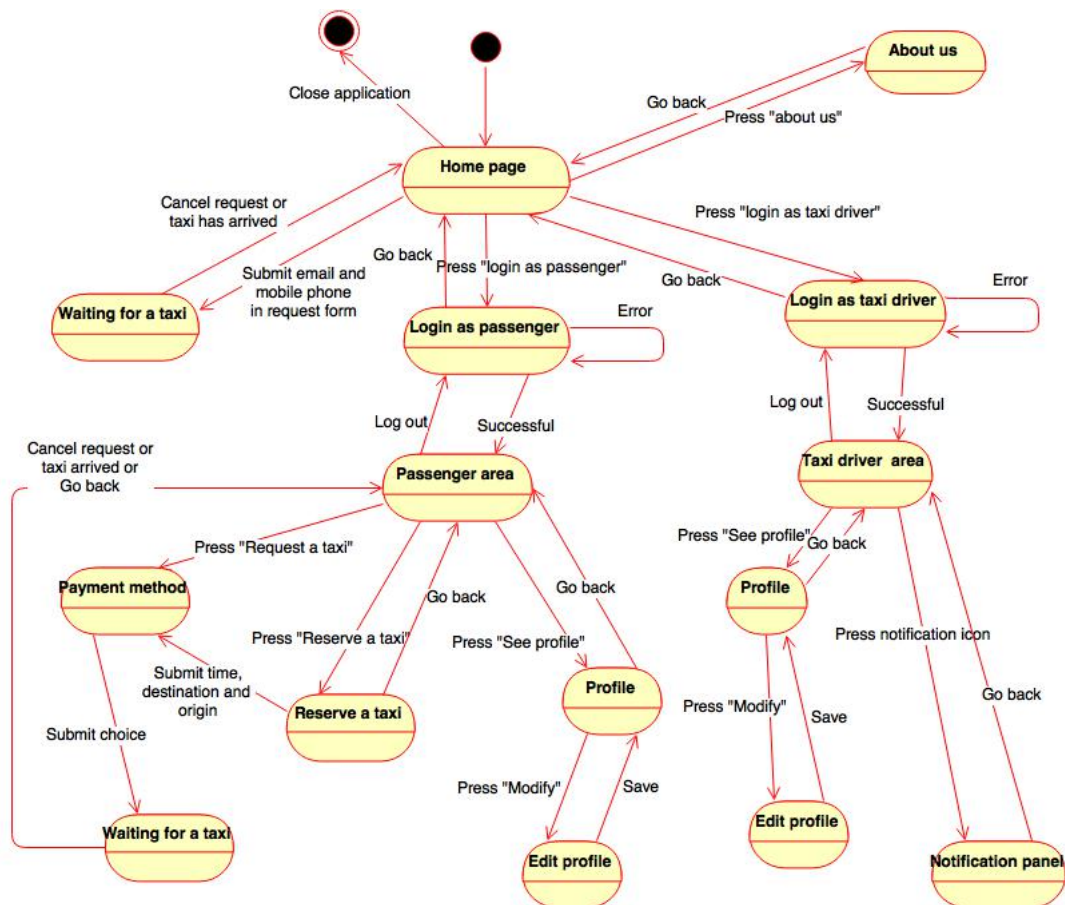 About us
Close application
Go back
Press "about us"
Home page
Cancel request or
taxi has arrived
Press "login as taxi driver"
Go back
Press "login as passenger"
Submit email and
mobile phone
in request form
Go back
Error
Waiting for a taxi
Login as taxi driver
Error
Login as passenger
Log out
Successful
Log out
Successful
Cancel request or
taxi arrived or
Go back
Passenger area
Taxi driver area
Press "See profile"
Go back
Press "Request a taxi"
Payment method
Go back
Go back
Profile
Press "Reserve a taxi"
Press "See profile"
Press notification icon
Submit time,
destination and
origin
Reserve a taxi
Profile
Go back
Press "Modify"
Save
Submit choice
Press "Modify"
Save
Waiting for a taxi
Edit profile
Edit profile
Notification panel